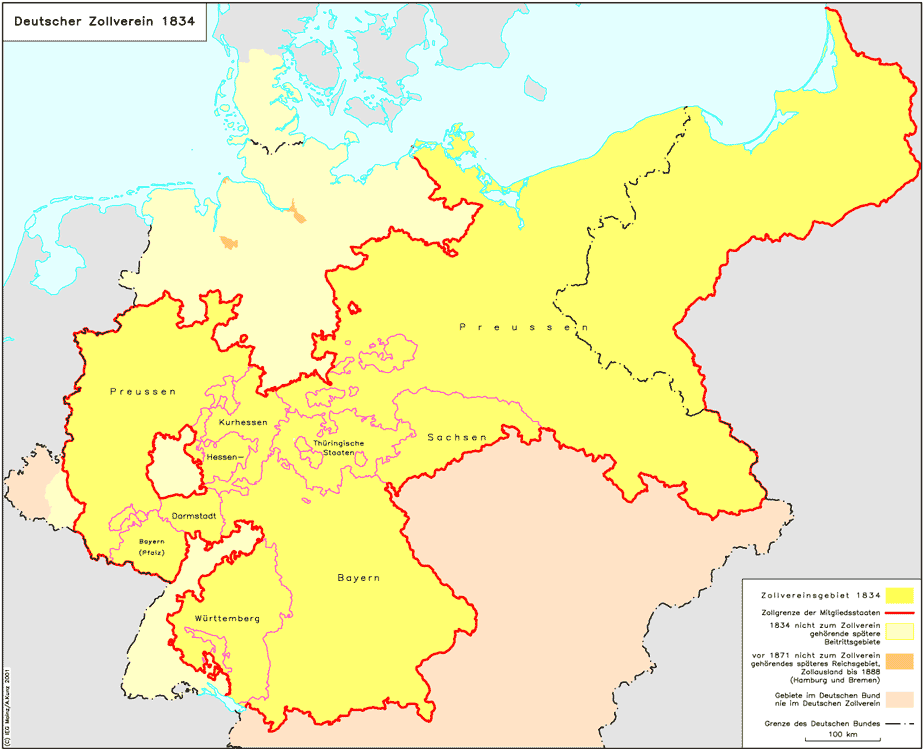 Deutscher Zollverein 1834
Preussen
Preussen
Kurhessen
Sachsen
Thüringische
Staaten
Hessen-
Darmstadt
Bayern
(Pfalz)
Bayern
Württemberg
Zollvereinsgebiet 1834
Zollgrenze der Mitgliedsstaaten
1834 nicht zum Zollverein
gehörende spätere
Beitrittsgebiete
vor 1871 nicht zum Zollverein
gehörendes späteres Reichsgebiet,
Zollausland bis 1888
(Hamburg und Bremen)
Gebiete im Deutschen Bund
nie im Deutschen Zollverein
Grenze des Deutschen Bundes
100 km
(C) IEG Mainz/A.Kunz 2001